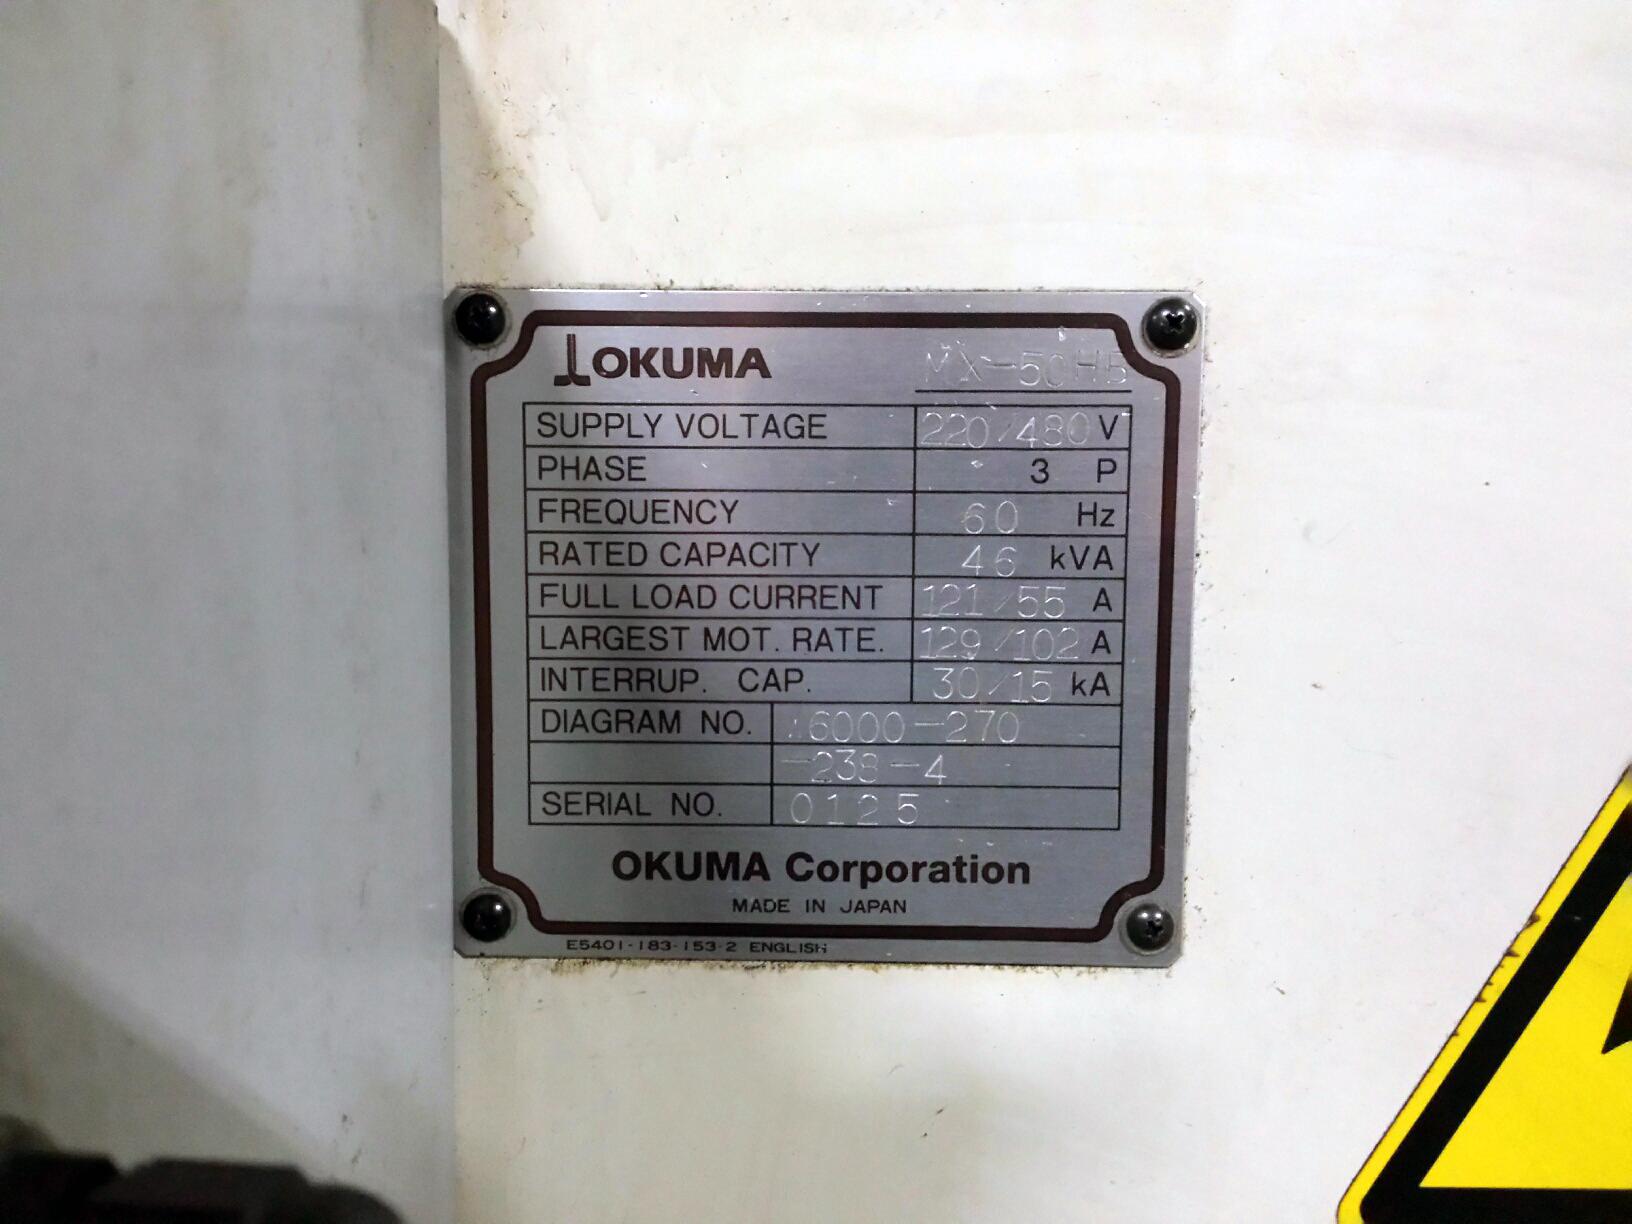 OKUMA MX-50HB
SUPPLY VOLTAGE 220/480 V
PHASE 3 P
FREQUENCY 60 Hz
RATED CAPACITY 46 kVA
FULL LOAD CURRENT 121/55 A
LARGEST MOT. RATE. 129/102 A
INTERRUP. CAP. 30/15 kA
DIAGRAM NO. 6000-270
-238-4
SERIAL NO. 0125
OKUMA Corporation
MADE IN JAPAN
E5401-183-153-2 ENGLISH